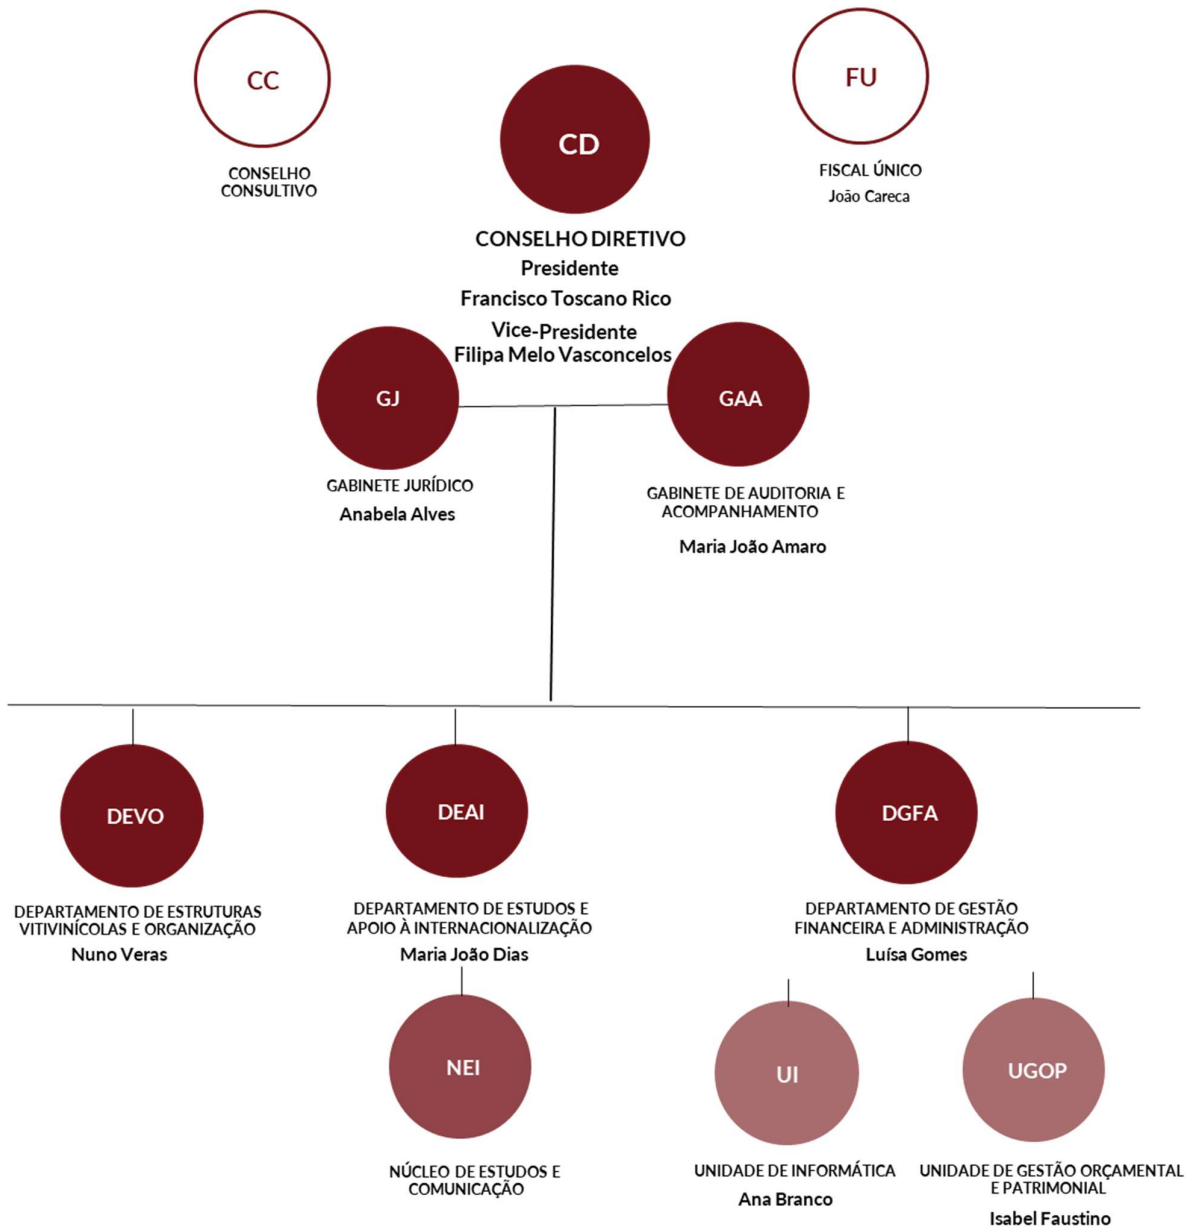 CC
FU
CD
CONSELHO
CONSULTIVO
FISCAL ÚNICO
João Careca
CONSELHO DIRETIVO
Presidente
Francisco Toscano Rico
Vice-Presidente
Filipa Melo Vasconcelos
GJ
GAA
GABINETE JURÍDICO
Anabela Alves
GABINETE DE AUDITORIA E
ACOMPANHAMENTO
Maria João Amaro
DEVO
DEAI
DGFA
DEPARTAMENTO DE ESTRUTURAS
VITIVINÍCOLAS E ORGANIZAÇÃO
Nuno Veras
DEPARTAMENTO DE ESTUDOS E
APOIO À INTERNACIONALIZAÇÃO
Maria João Dias
DEPARTAMENTO DE GESTÃO
FINANCEIRA E ADMINISTRAÇÃO
Luísa Gomes
NEI
UI
UGOP
NÚCLEO DE ESTUDOS E
COMUNICAÇÃO
UNIDADE DE INFORMÁTICA
Ana Branco
UNIDADE DE GESTÃO ORÇAMENTAL
E PATRIMONIAL
Isabel Faustino